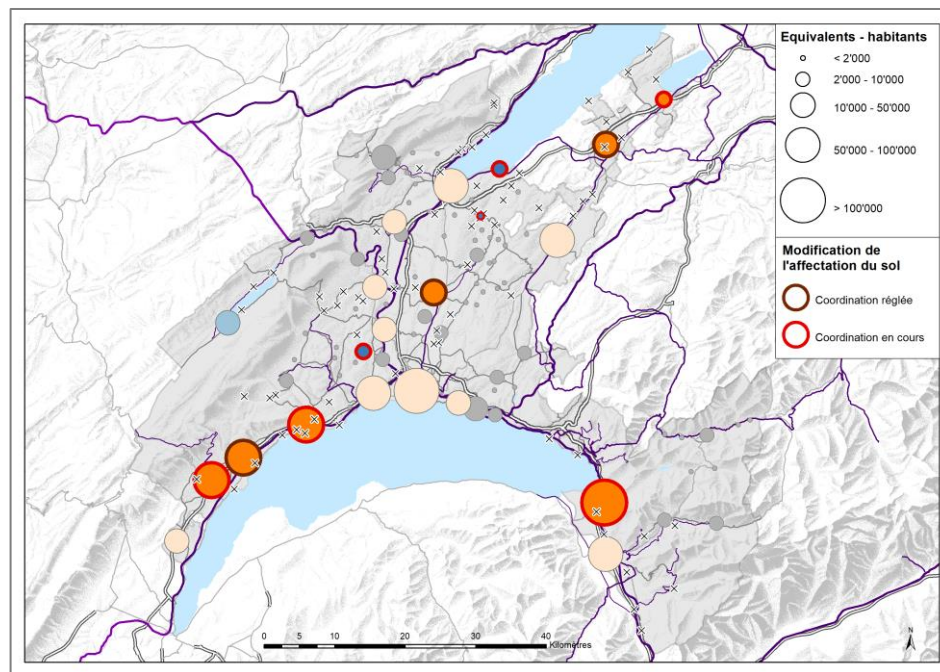 Equivalents - habitants
< 2'000
2'000 - 10'000
10'000 - 50'000
50'000 - 100'000
> 100'000
Modification de
l'affectation du sol
Coordination réglée
Coordination en cours
0 5 10 20 30 40
Kilomètres
N